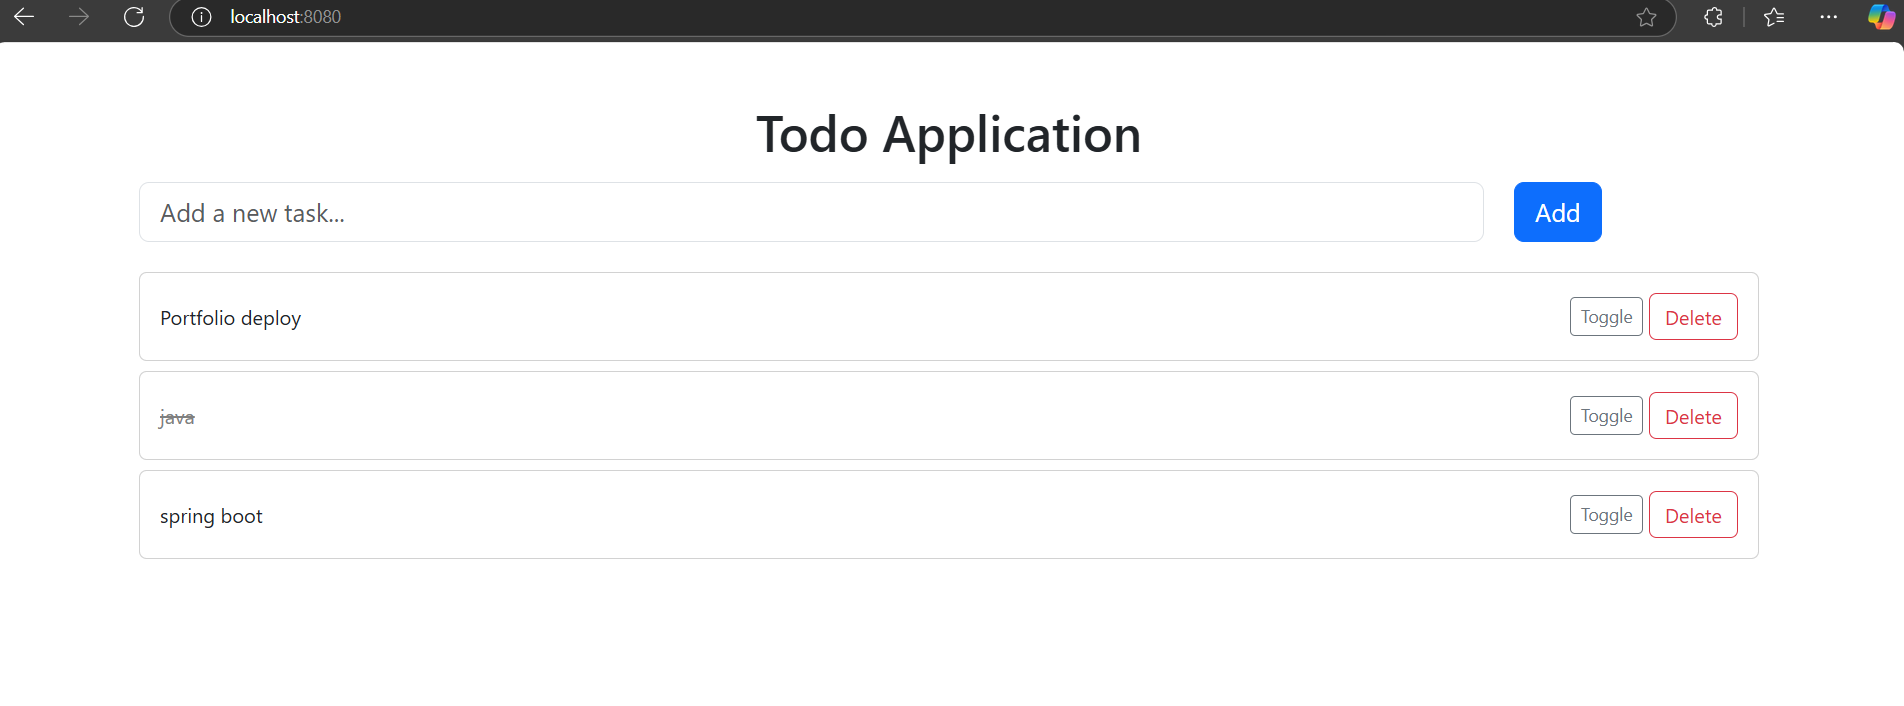 localhost:8080
Todo Application
Add a new task...
Add
Portfolio deploy
Toggle
Delete
java
Toggle
Delete
spring boot
Toggle
Delete